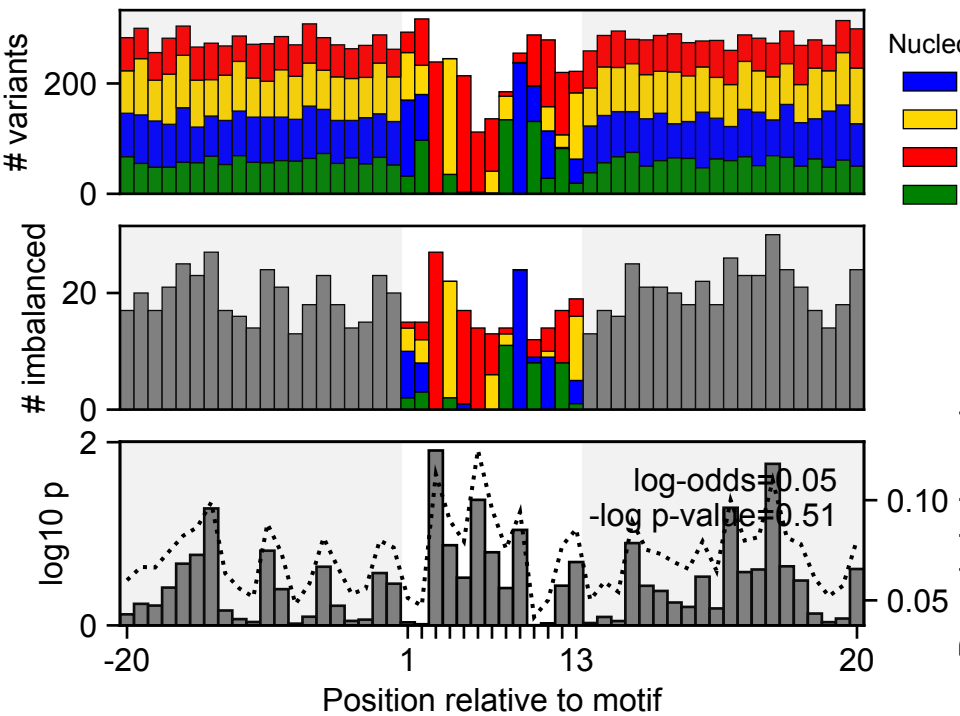 # variants
200
0
Nucleo
# imbalanced
20
0
log10 p
2
0
log-odds=0.05
-log p-value=0.51
0.10
0.05
-20
1
13
20
Position relative to motif